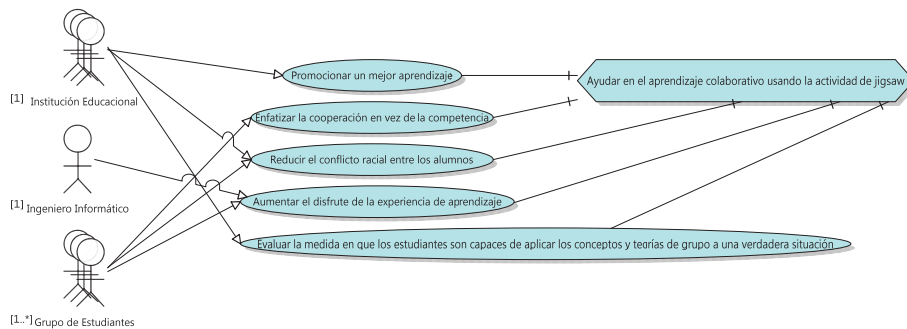 [1] Institución Educacional
[1] Ingeniero Informático
[1..*] Grupo de Estudiantes
Promocionar un mejor aprendizaje
Enfatizar la cooperación en vez de la competencia
Reducir el conflicto racial entre los alumnos
Aumentar el disfrute de la experiencia de aprendizaje
Evaluar la medida en que los estudiantes son capaces de aplicar los conceptos y teorías de grupo a una verdadera situación
Ayudar en el aprendizaje colaborativo usando la actividad de jigsaw